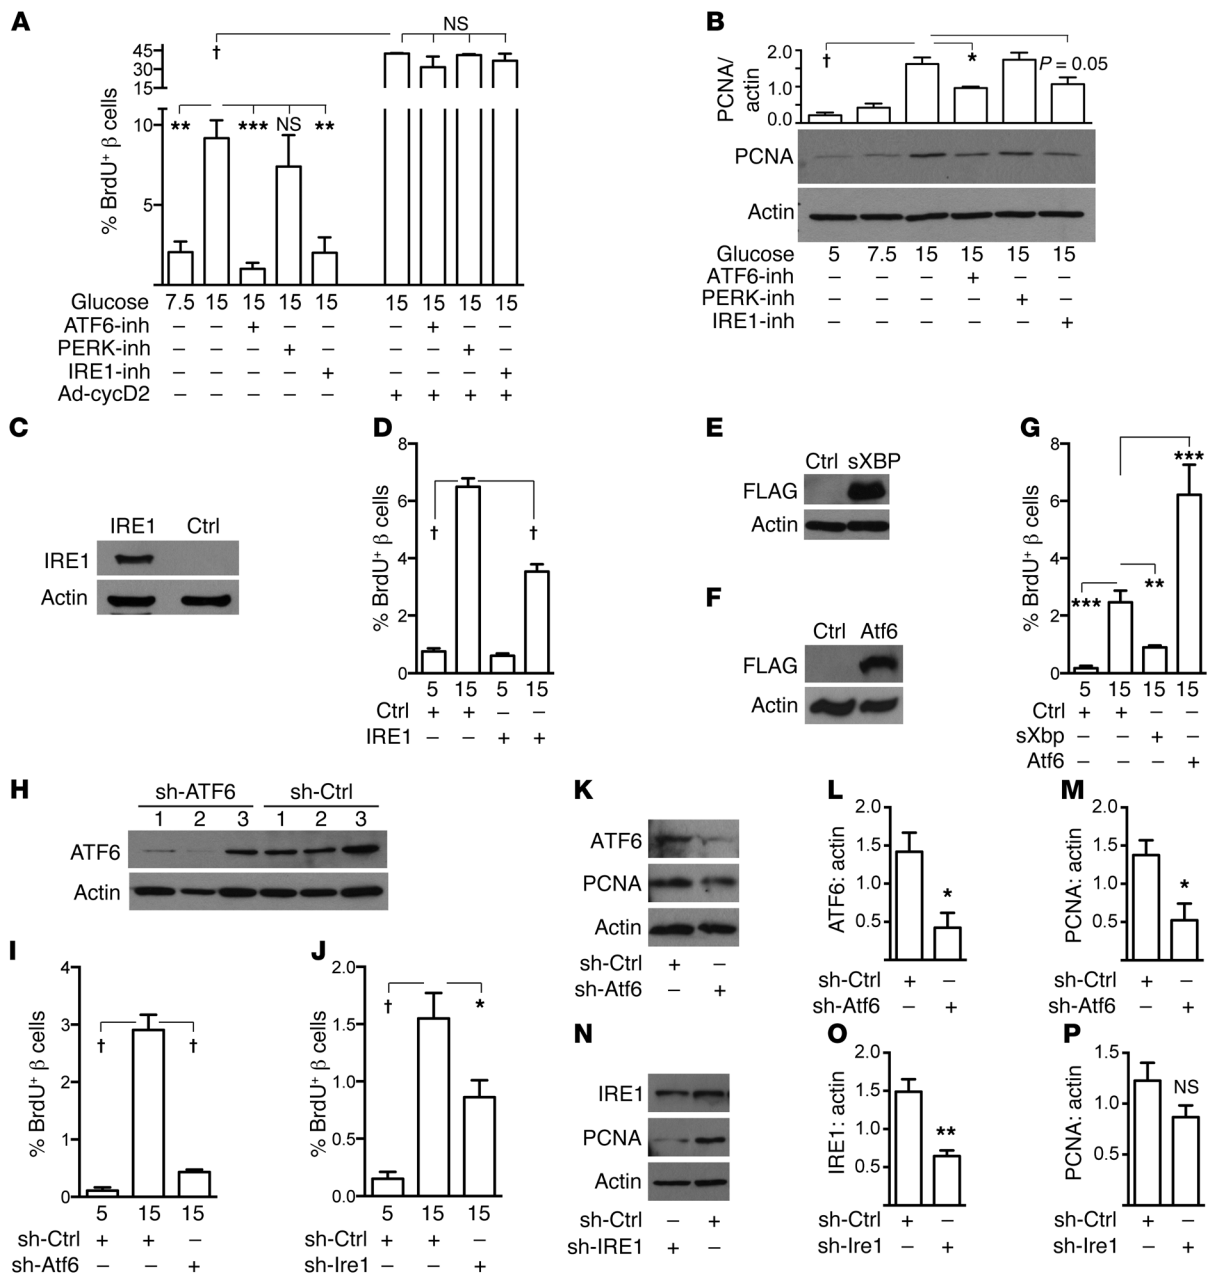 A
NS
†
45
30
15
** *** NS **
10
5
% BrdU⁺ β cells
Glucose 7.5 15 15 15 15 15 15 15 15
ATF6-inh – – + – – – + – –
PERK-inh – – – + – – – + –
IRE1-inh – – – – + – – – +
Ad-cycD2 – – – – – + + + +
B
2.0
1.0
0.0
PCNA/
actin
† * P = 0.05
PCNA
Actin
Glucose 5 7.5 15 15 15 15
ATF6-inh – – – + – –
PERK-inh – – – – + –
IRE1-inh – – – – – +
C
IRE1 Ctrl
IRE1
Actin
D
8
6
4
2
0
% BrdU⁺ β cells
† †
5 15 5 15
Ctrl + + – –
IRE1 – – + +
E
Ctrl sXBP
FLAG
Actin
F
Ctrl Atf6
FLAG
Actin
G
8
6
4
2
0
% BrdU⁺ β cells
*** ** ***
5 15 15 15
Ctrl + + – –
sXbp – – + –
Atf6 – – – +
H
sh-ATF6 sh-Ctrl
1 2 3 1 2 3
ATF6
Actin
I
4
3
2
1
0
% BrdU⁺ β cells
† †
5 15 15
sh-Ctrl + + –
sh-Atf6 – – +
J
2.0
1.5
1.0
0.5
0.0
% BrdU⁺ β cells
† *
5 15 15
sh-Ctrl + + –
sh-Ire1 – – +
K
ATF6
PCNA
Actin
sh-Ctrl + –
sh-Atf6 – +
L
2.0
1.5
1.0
0.5
ATF6: actin
*
sh-Ctrl + –
sh-Atf6 – +
M
2.0
1.5
1.0
0.5
PCNA: actin
*
sh-Ctrl + –
sh-Atf6 – +
N
IRE1
PCNA
Actin
sh-Ctrl – +
sh-IRE1 + –
O
2.0
1.5
1.0
0.5
IRE1: actin
**
sh-Ctrl + –
sh-Ire1 – +
P
1.5
1.0
0.5
PCNA: actin
NS
sh-Ctrl + –
sh-Ire1 – +